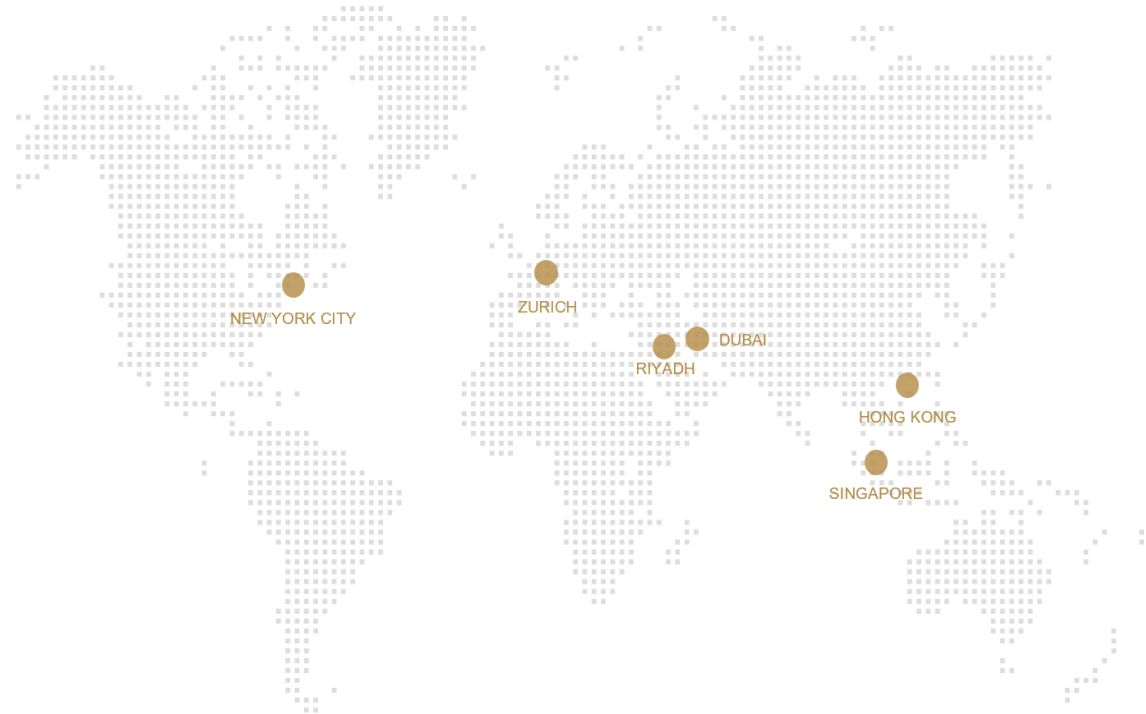 ZURICH
NEW YORK CITY
DUBAI
RIYADH
HONG KONG
SINGAPORE